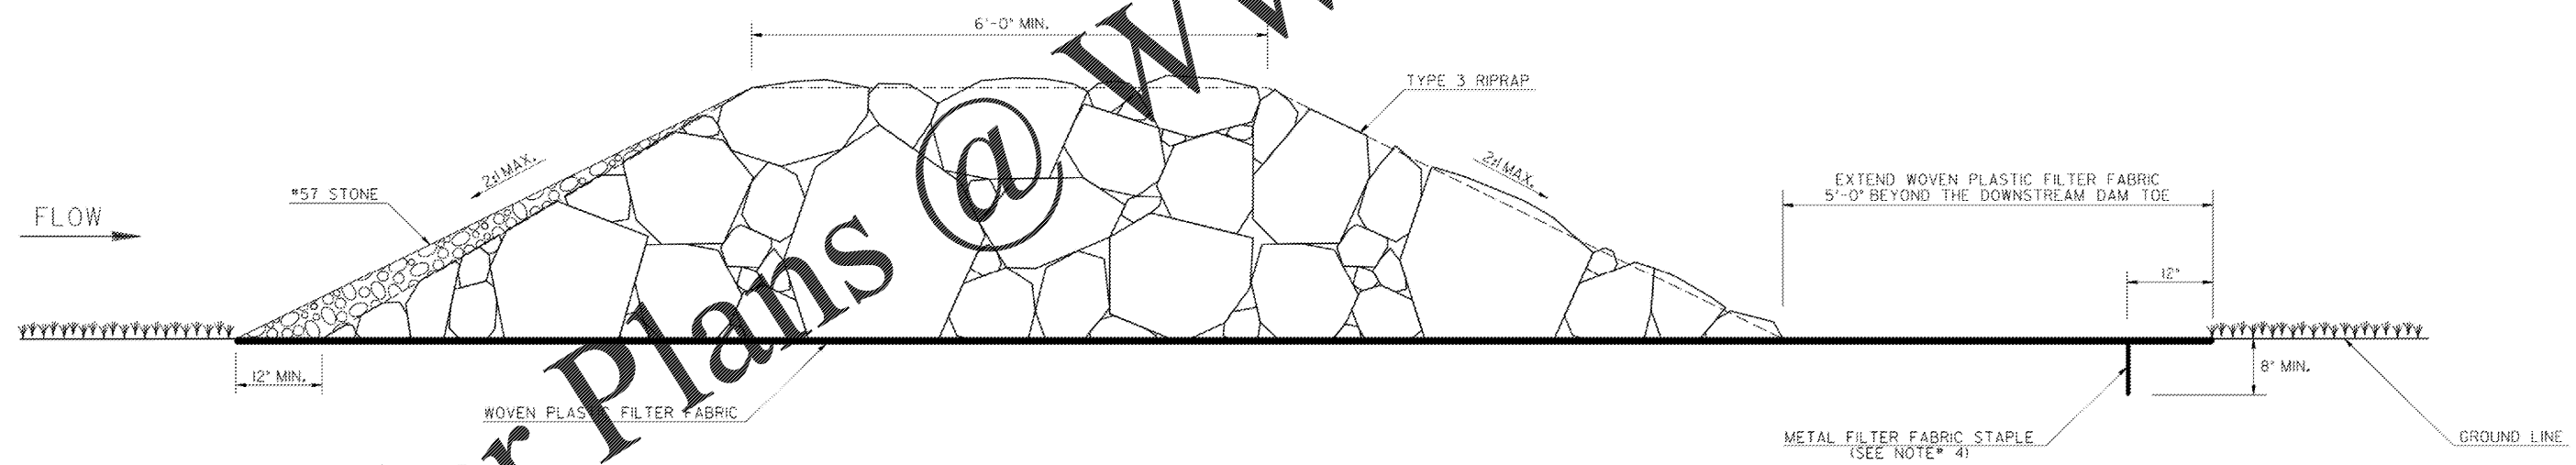 6'-0" MIN.
TYPE 3 RIPRAP
2:1 MAX.
2:1 MAX.
#57 STONE
EXTEND WOVEN PLASTIC FILTER FABRIC
5'-0" BEYOND THE DOWNSTREAM DAM TOE
FLOW
12"
12" MIN.
8" MIN.
WOVEN PLASTIC FILTER FABRIC
METAL FILTER FABRIC STAPLE
(SEE NOTE# 4)
GROUND LINE
r Plans @ ww